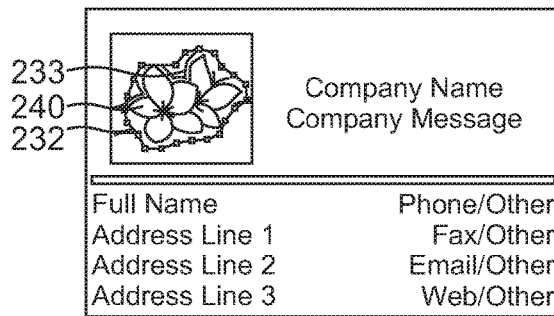 233
240
232
Company Name
Company Message
Full Name Phone/Other
Address Line 1 Fax/Other
Address Line 2 Email/Other
Address Line 3 Web/Other